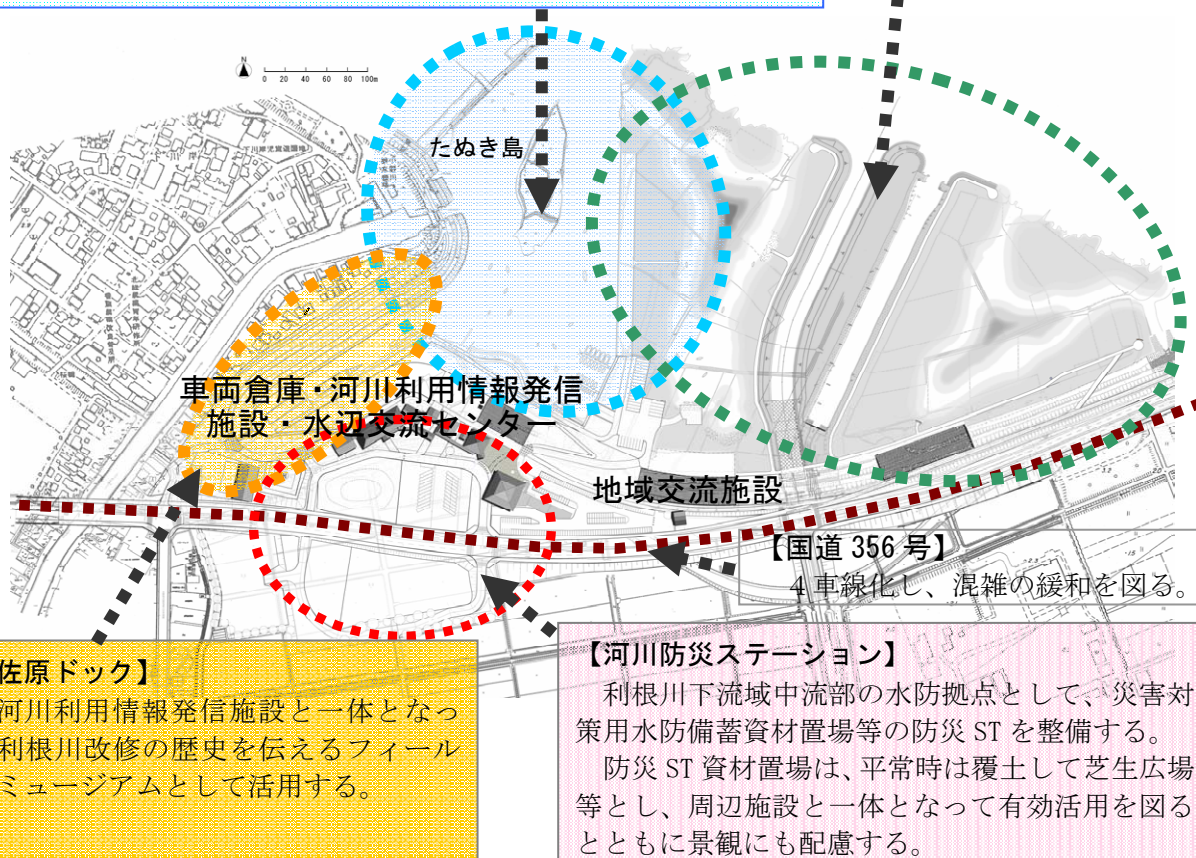 N
0 20 40 60 80 100m
たぬき島
車両倉庫・河川利用情報発信
施設・水辺交流センター
地域交流施設
【国道 356 号】
4 車線化し、混雑の緩和を図る。
佐原ドック】
河川利用情報発信施設と一体となっ
利根川改修の歴史を伝えるフィール
ミュージアムとして活用する。
【河川防災ステーション】
利根川下流域中流部の水防拠点として、災害対
策用水防備蓄資材置場等の防災 ST を整備する。
防災 ST 資材置場は、平常時は覆土して芝生広場
等とし、周辺施設と一体となって有効活用を図る
とともに景観にも配慮する。